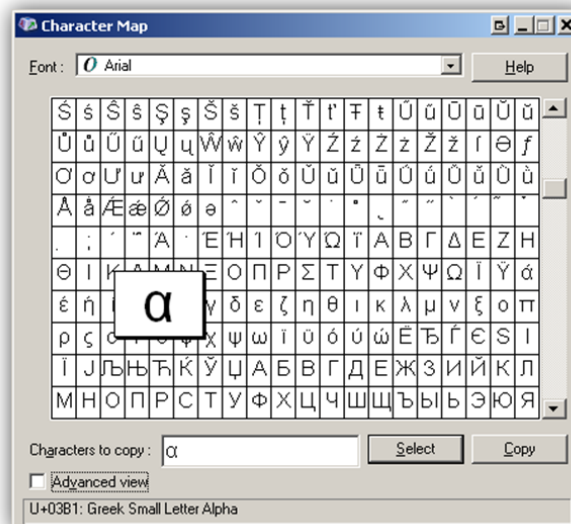 Character Map
Font : O Arial
Help
Ś ś Ŝ ŝ Ş ş Š š Ţ ţ Ť ť Ŧ ŧ Ũ ũ Ū ū Ŭ ŭ
Ů ů Ű ű Ų ų Ŵ ŵ Ŷ ŷ Ÿ Ź ź Ż ż Ž ž ſ Ə ƒ
Ơ ơ Ư ư Ǎ ǎ Ǐ ǐ Ǒ ǒ Ǔ ǔ Ǖ ǖ Ǘ ǘ Ǚ ǚ Ǜ ǜ
Ǻ ǻ Ǽ ǽ Ǿ ǿ ə
; Ά Έ Ή Ί Ό Ύ Ώ ΐ Α Β Γ Δ Ε Ζ Η
Θ Ι Κ Λ Μ Ν Ξ Ο Π Ρ Σ Τ Υ Φ Χ Ψ Ω Ϊ Ϋ ά
έ ή α γ δ ε ζ η θ ι κ λ μ ν ξ ο π
ρ ς χ ψ ω ϊ ϋ ό ύ ώ Ё Ђ Ѓ Є Ѕ І
Ї Ј Љ Њ Ћ Ќ Ў Џ А Б В Г Д Е Ж З И Й К Л
М Н О П Р С Т У Ф Х Ц Ч Ш Щ Ъ Ы Ь Э Ю Я
Characters to copy : α
Select
Copy
Advanced view
U+03B1: Greek Small Letter Alpha